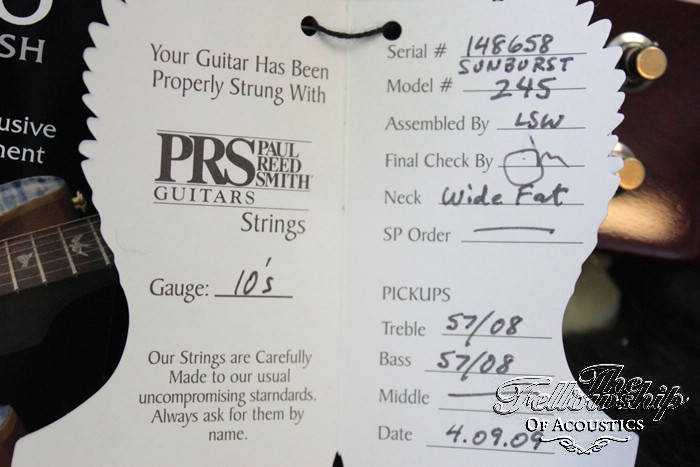 O
SH
usive
nent
Your Guitar Has Been
Properly Strung With
PRS PAUL
REED
SMITH
GUITARS
Strings
Gauge: 10's
Our Strings are Carefully
Made to our usual
uncompromising starndards.
Always ask for them by
name.
Serial # 148658
SUNBURST
Model # 245
Assembled By LSW
Final Check By
Neck Wide Fat
SP Order
PICKUPS
Treble 57/08
Bass 57/08
Middle
Date 4.09.09
The
Fellowship
OF ACOUSTICS